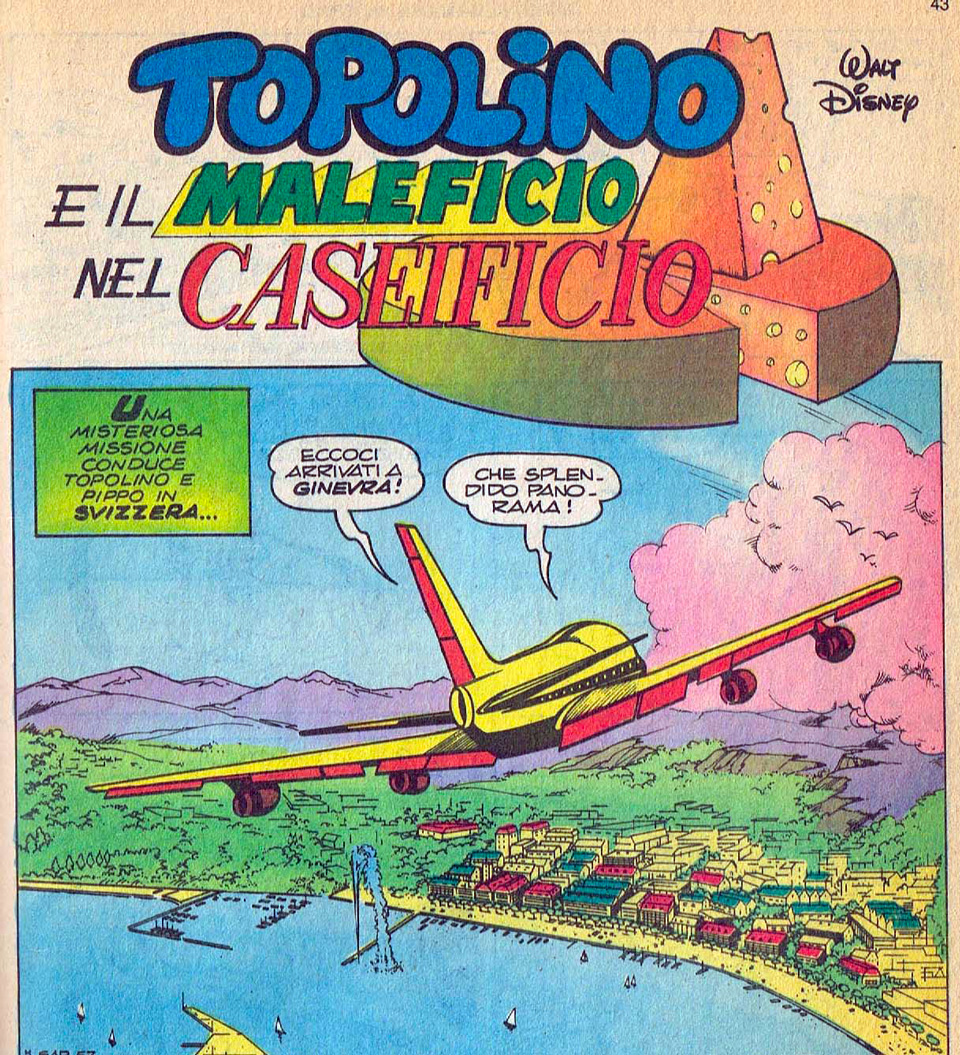 43
TOPOLINO
WALT
DISNEY
E IL MALEFICIO
NEL CASEIFICIO
UNA
MISTERIOSA
MISSIONE
CONDUCE
TOPOLINO E
PIPPO IN
SVIZZERA...
ECCOCI
ARRIVATI A
GINEVRA!
CHE SPLEN-
DIDO PANO-
RAMA!